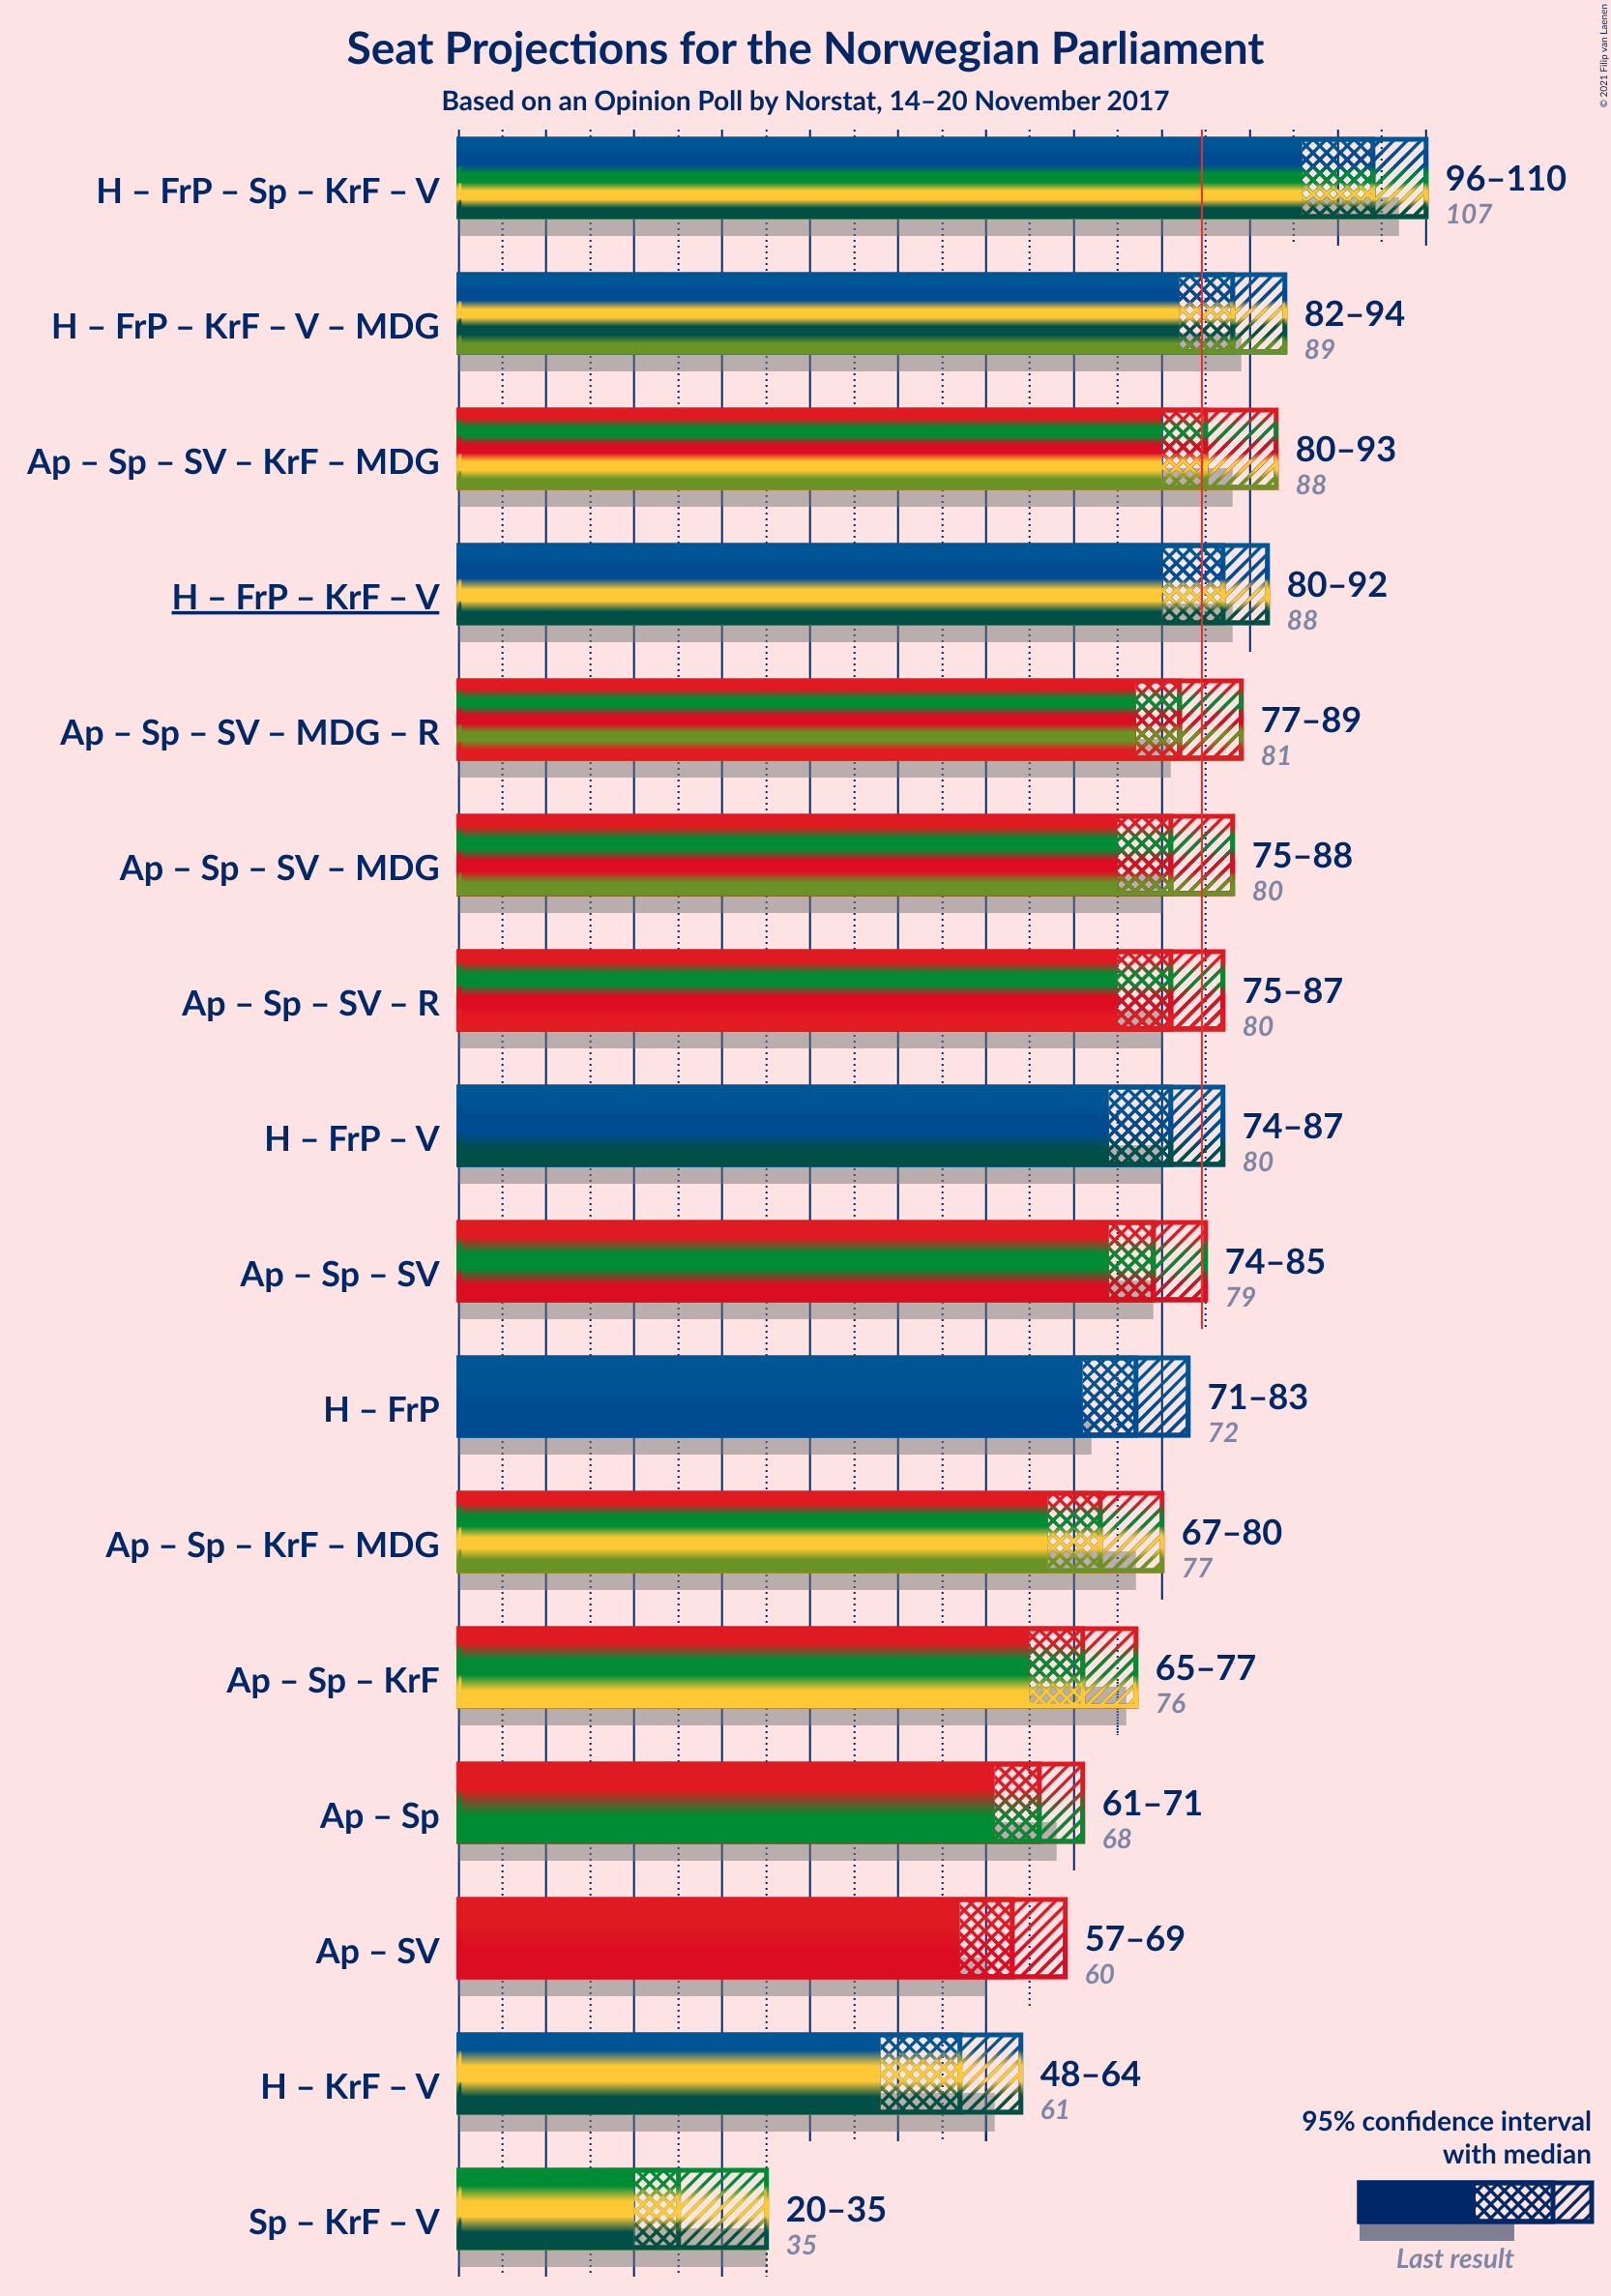 Seat Projections for the Norwegian Parliament
Based on an Opinion Poll by Norstat, 14–20 November 2017
© 2021 Filip van Laenen
H – FrP – Sp – KrF – V
96–110
107
H – FrP – KrF – V – MDG
82–94
89
Ap – Sp – SV – KrF – MDG
80–93
88
H – FrP – KrF – V
80–92
88
Ap – Sp – SV – MDG – R
77–89
81
Ap – Sp – SV – MDG
75–88
80
Ap – Sp – SV – R
75–87
80
H – FrP – V
74–87
80
Ap – Sp – SV
74–85
79
H – FrP
71–83
72
Ap – Sp – KrF – MDG
67–80
77
Ap – Sp – KrF
65–77
76
Ap – Sp
61–71
68
Ap – SV
57–69
60
H – KrF – V
48–64
61
Sp – KrF – V
20–35
35
95% confidence interval
with median
Last result